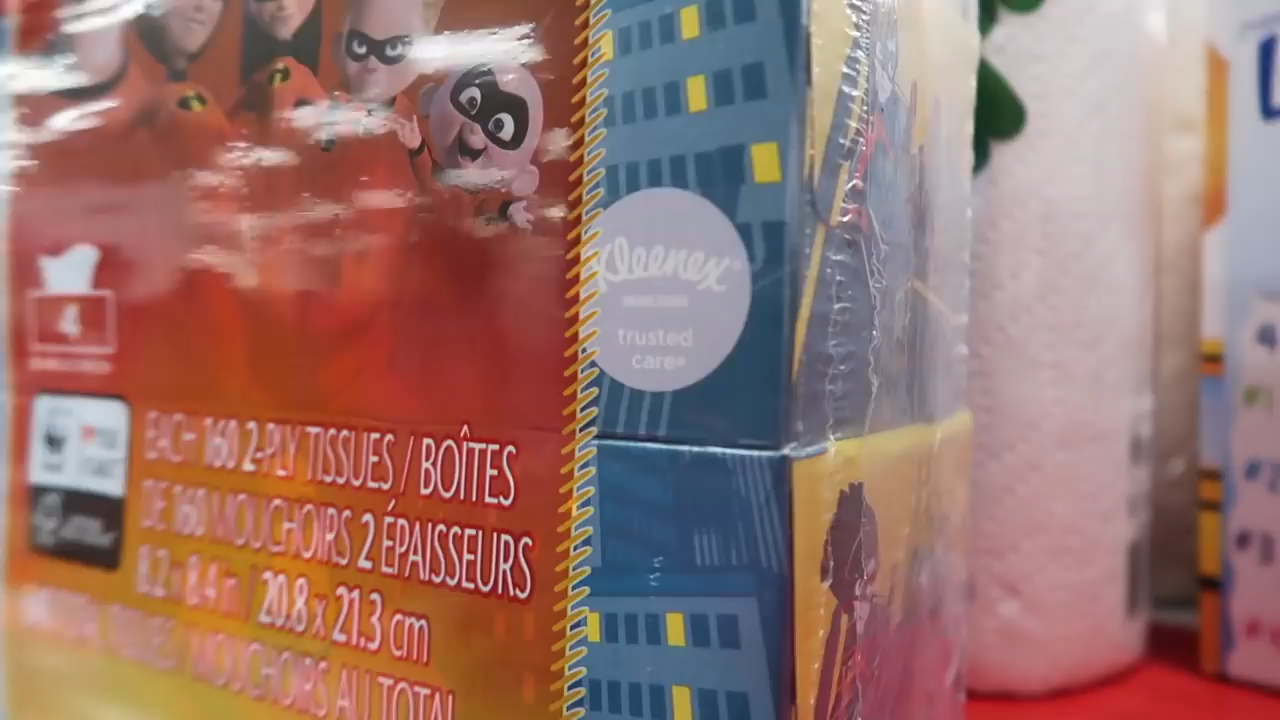 Kleenex
trusted
care®
4
EACH 160 2-PLY TISSUES / BOÎTES
DE 160 MOUCHOIRS 2 ÉPAISSEURS
8.2 x 8.4 in / 20.8 x 21.3 cm
MOUCHOIRS AU TOTAL